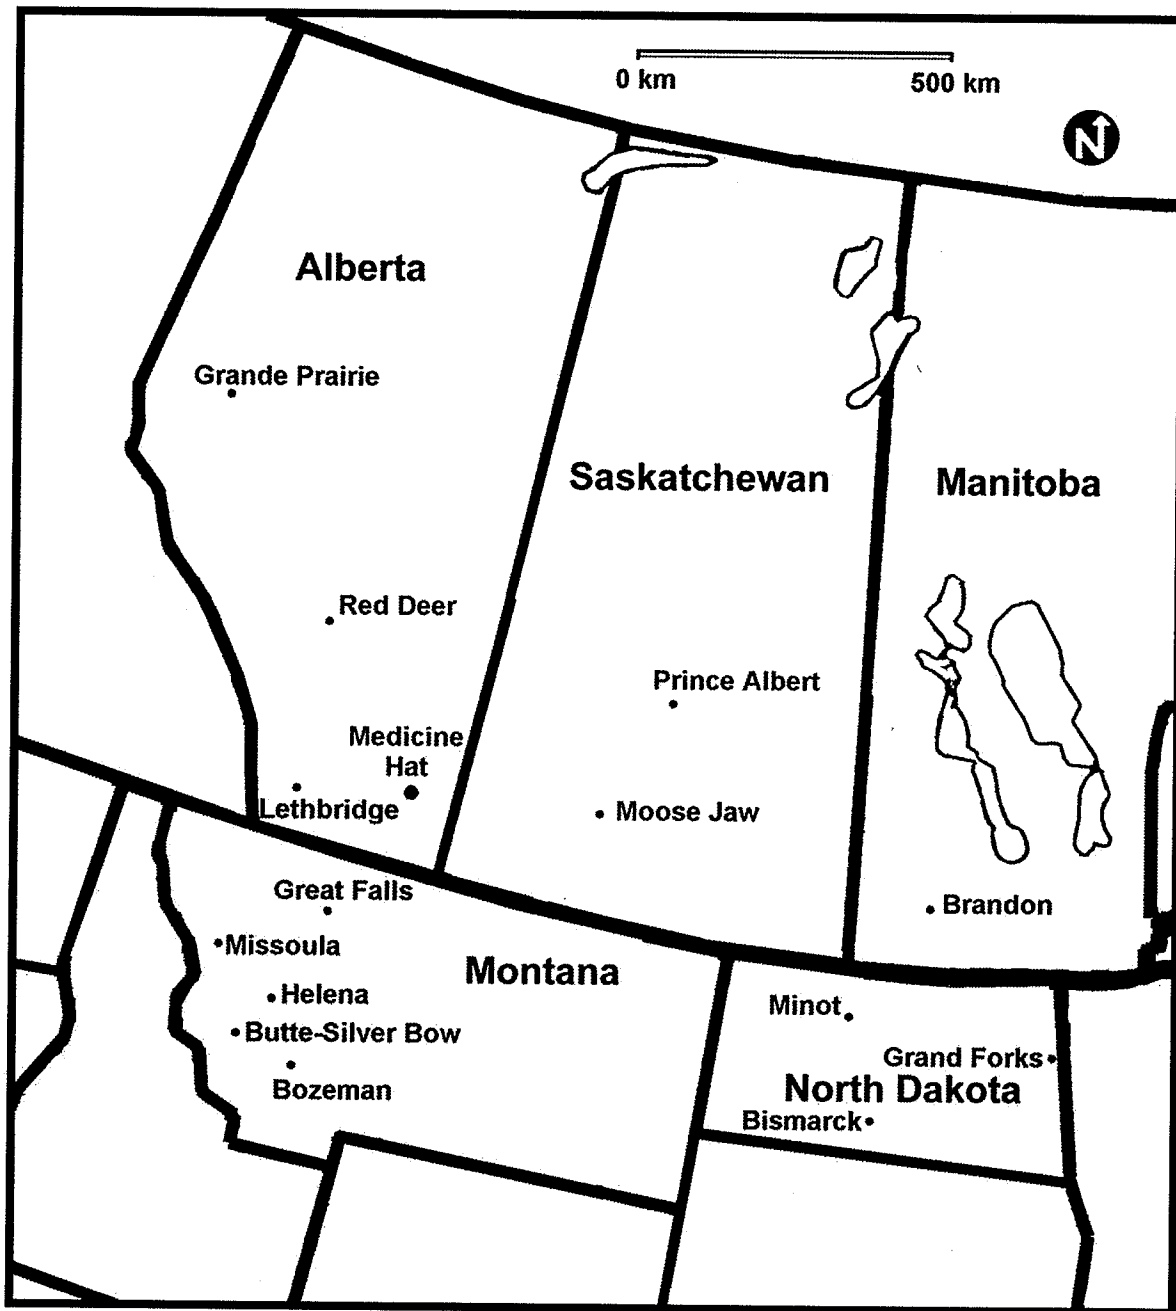 0 km 500 km
N
Alberta
Grande Prairie
Saskatchewan
Manitoba
Red Deer
Prince Albert
Medicine
Hat
Lethbridge
Moose Jaw
Great Falls
Brandon
Missoula
Montana
Helena
Minot
Butte-Silver Bow
Grand Forks
Bozeman
North Dakota
Bismarck